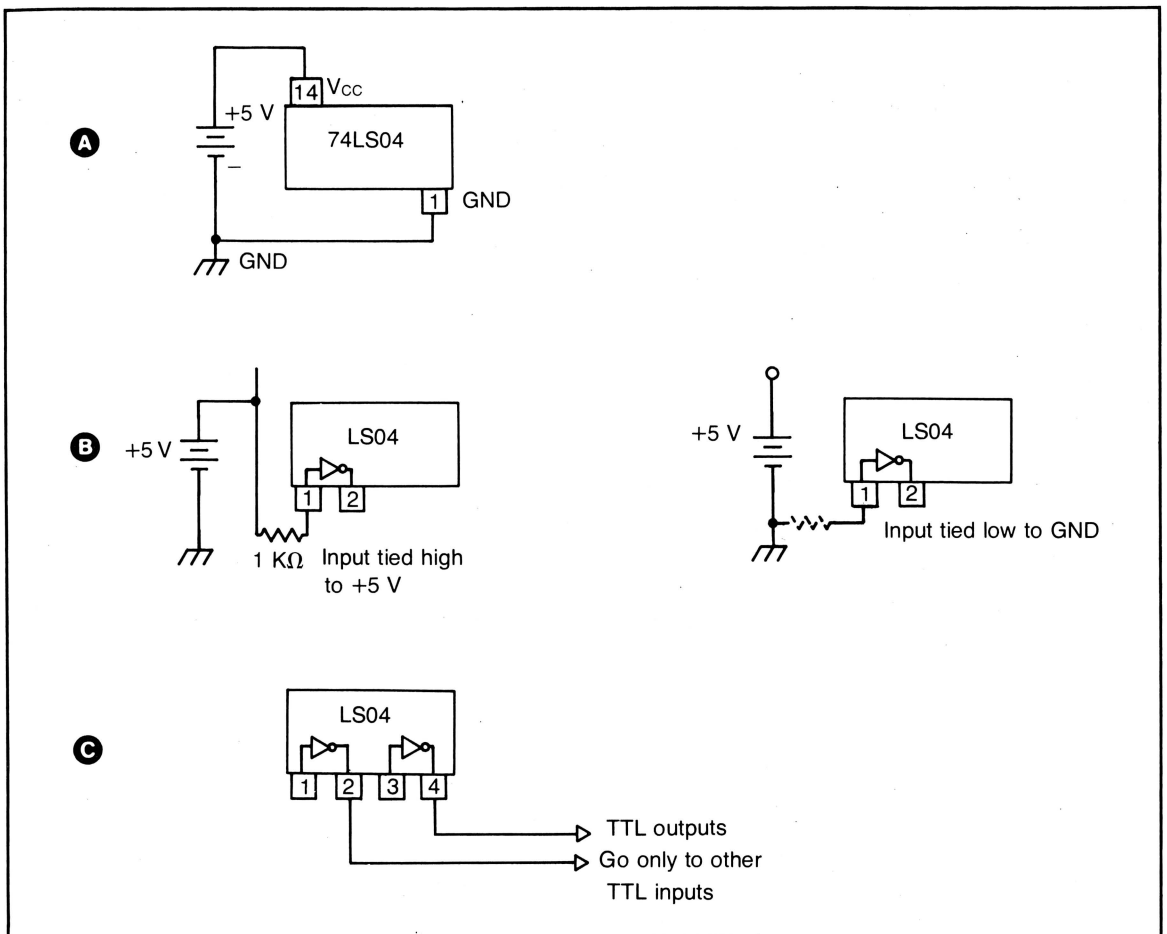 A
+5 V
14 Vcc
74LS04
–
1 GND
GND
B
+5 V
LS04
1 2
1 KΩ Input tied high
to +5 V
+5 V
LS04
1 2
Input tied low to GND
C
LS04
1 2 3 4
TTL outputs
Go only to other
TTL inputs